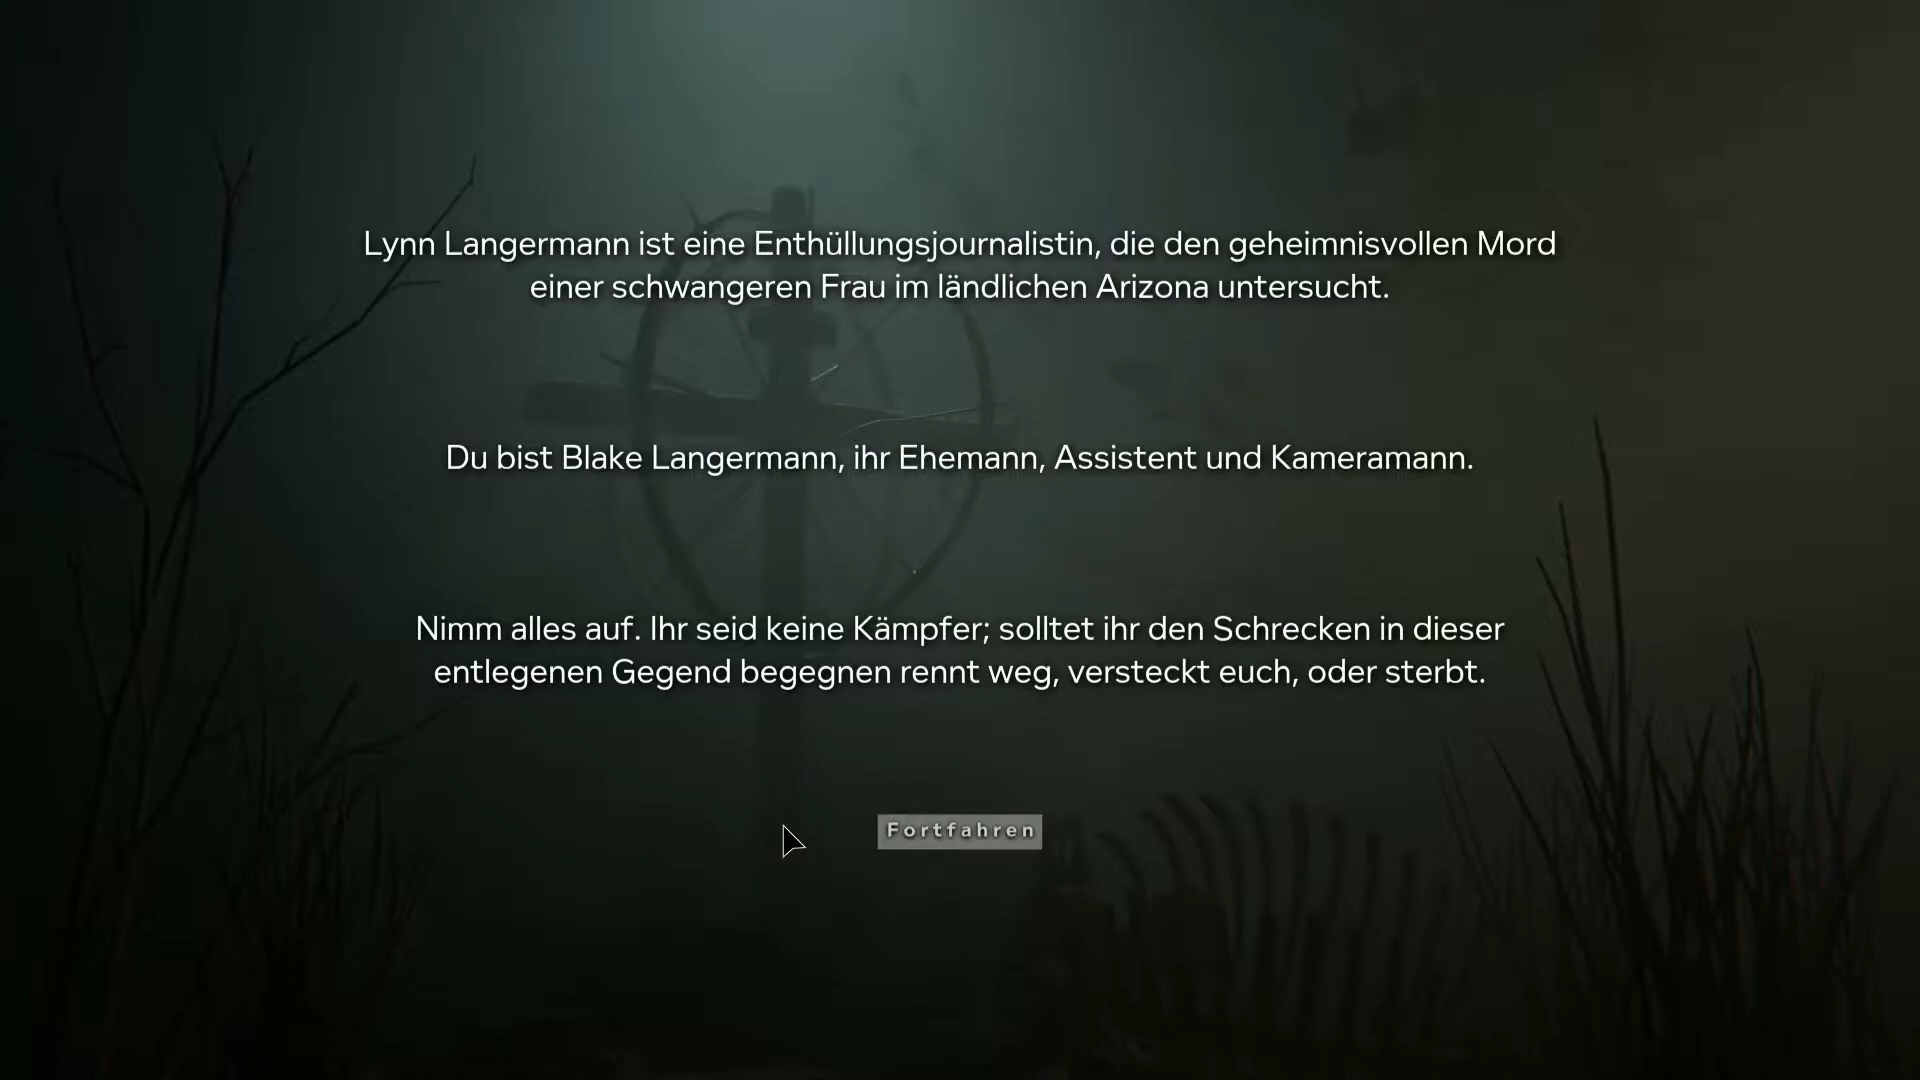 Lynn Langermann ist eine Enthüllungsjournalistin, die den geheimnisvollen Mord
einer schwangeren Frau im ländlichen Arizona untersucht.
Du bist Blake Langermann, ihr Ehemann, Assistent und Kameramann.
Nimm alles auf. Ihr seid keine Kämpfer; solltet ihr den Schrecken in dieser
entlegenen Gegend begegnen rennt weg, versteckt euch, oder sterbt.
Fortfahren